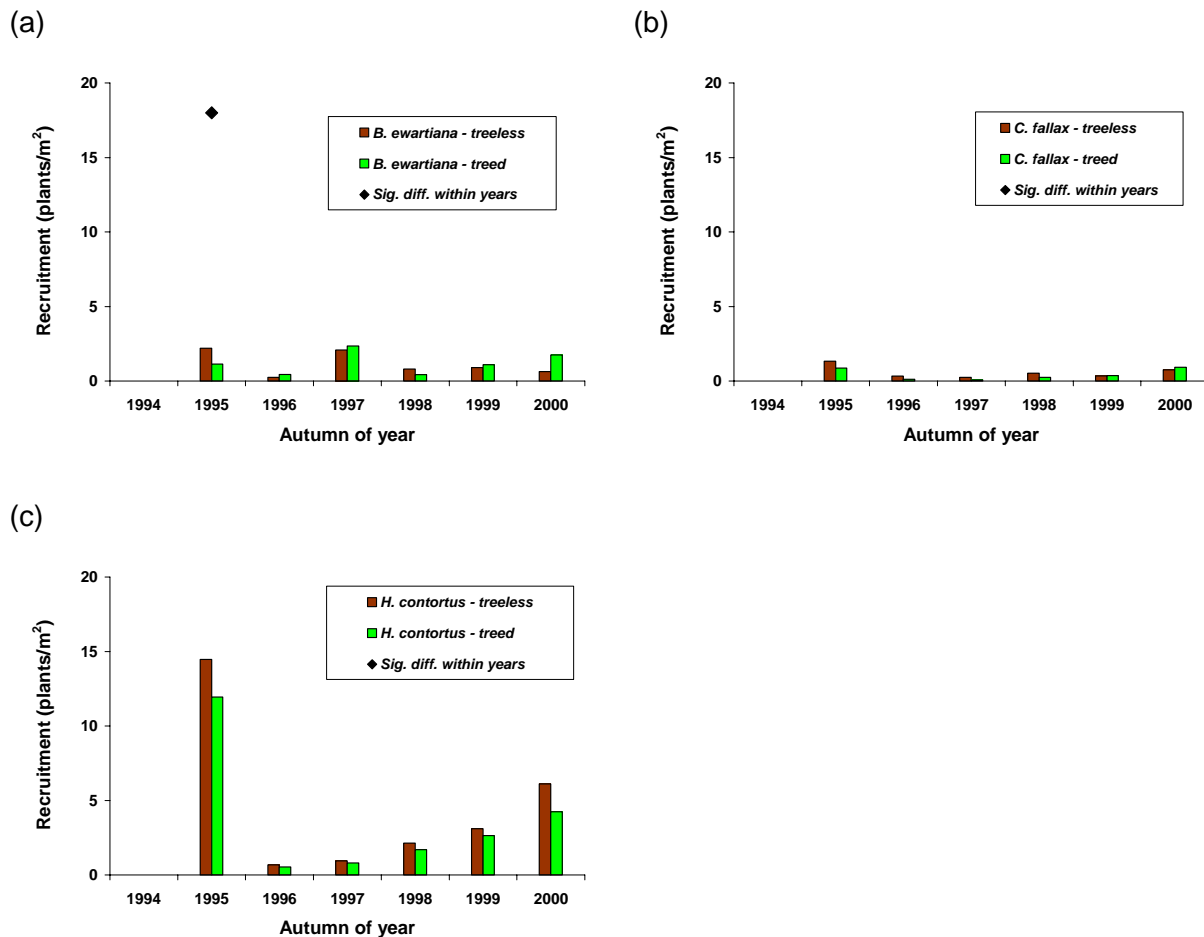 (a)
20
15
10
5
0
Recruitment (plants/m²)
B. ewartiana - treeless
B. ewartiana - treed
Sig. diff. within years
1994 1995 1996 1997 1998 1999 2000
Autumn of year
(b)
20
15
10
5
0
Recruitment (plants/m²)
C. fallax - treeless
C. fallax - treed
Sig. diff. within years
1994 1995 1996 1997 1998 1999 2000
Autumn of year
(c)
20
15
10
5
0
Recruitment (plants/m²)
H. contortus - treeless
H. contortus - treed
Sig. diff. within years
1994 1995 1996 1997 1998 1999 2000
Autumn of year